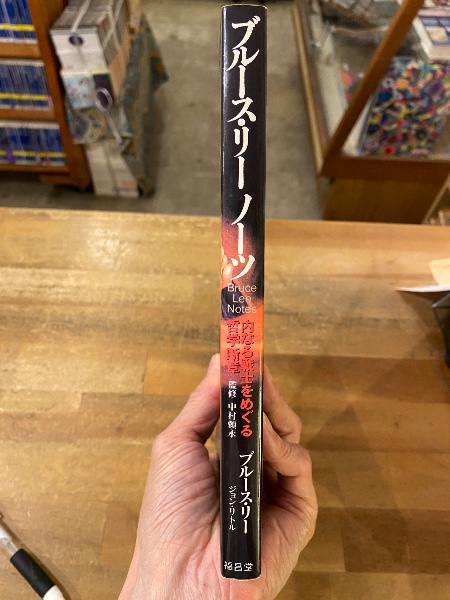 ブルース・リー ノーツ
Bruce
Lee
Notes
内なる戦士をめぐる
哲学断章
監修 中村頼永
ブルース・リー
ジョン・リトル
福昌堂